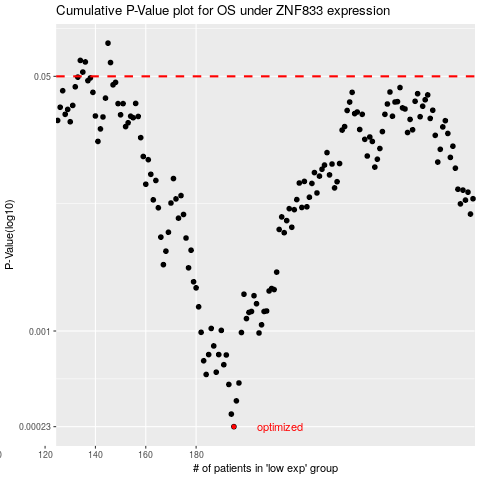 Cumulative P-Value plot for OS under ZNF833 expression
0.05
P-Value(log10)
0.001
0.00023
optimized
0 120 140 160 180
# of patients in 'low exp' group